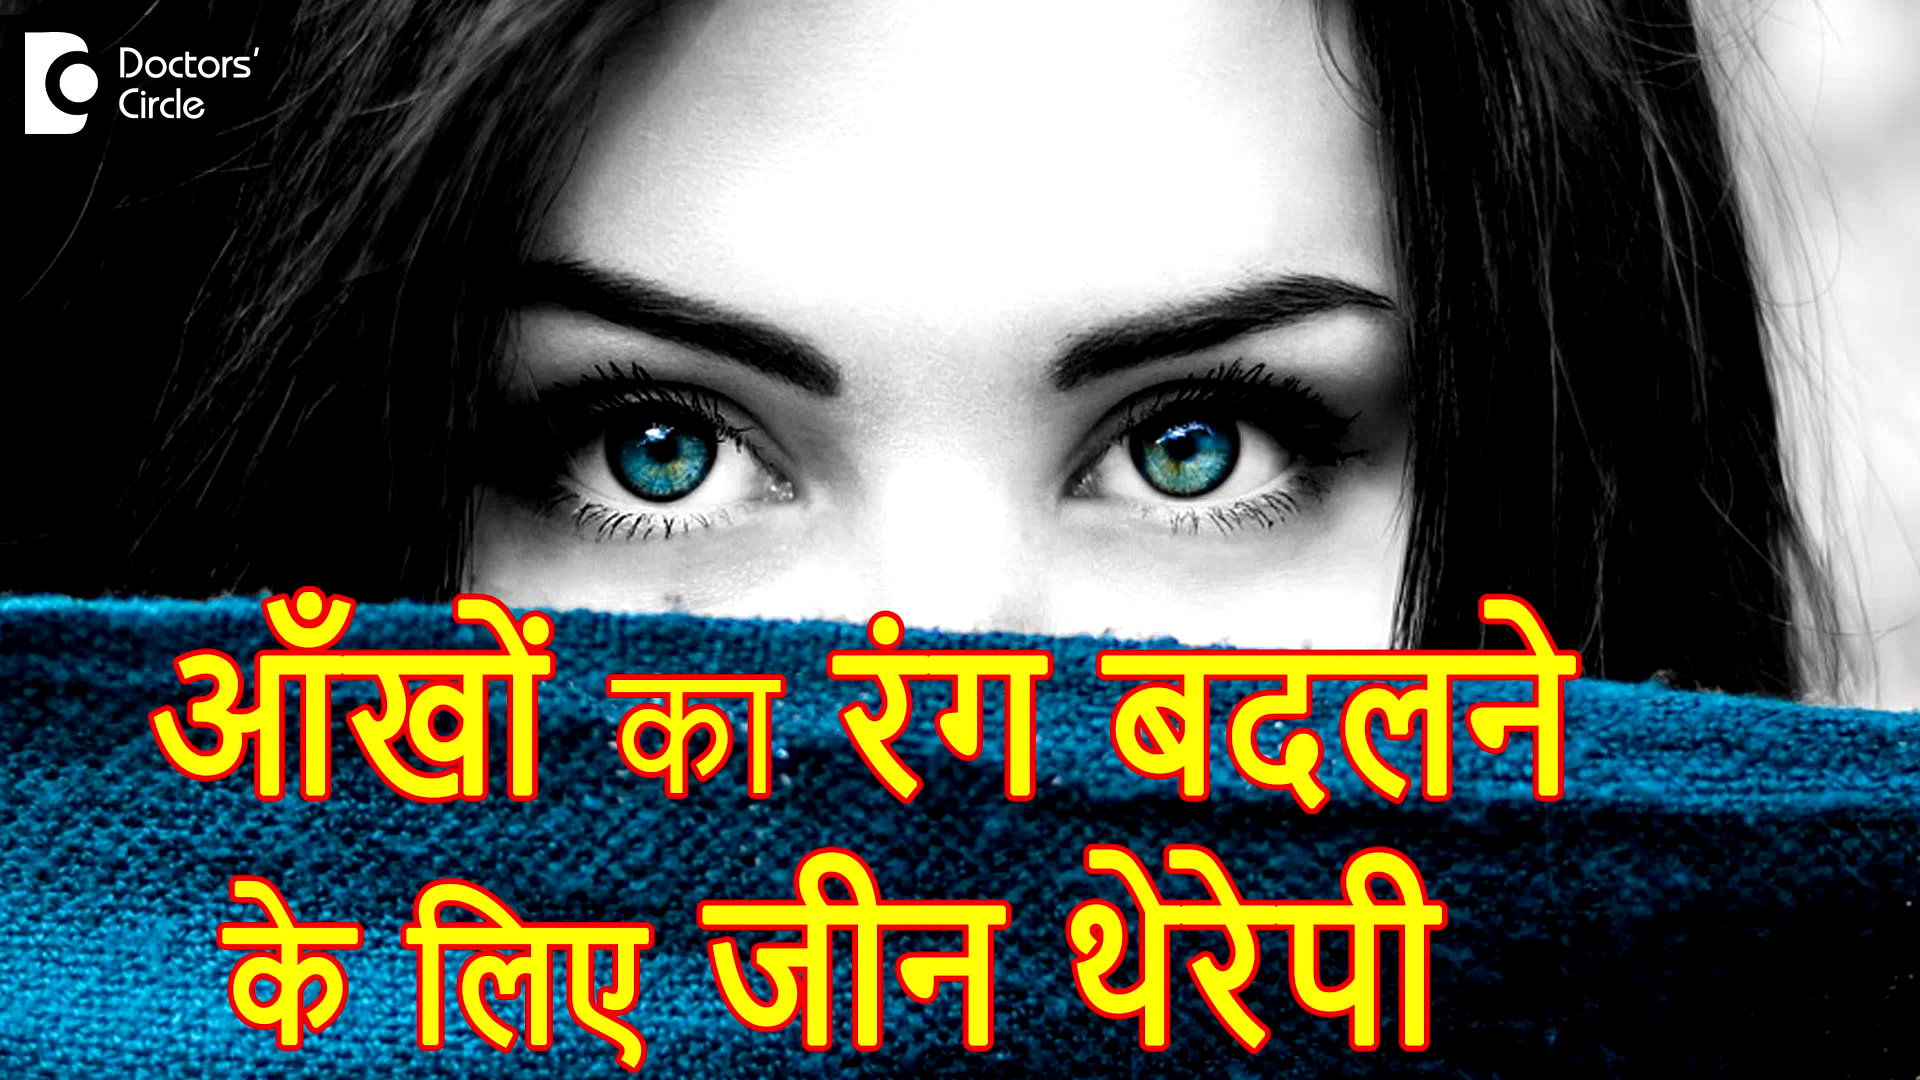 Doctors'
Circle
आँखों का रंग बदलने
के लिए जीन थेरेपी